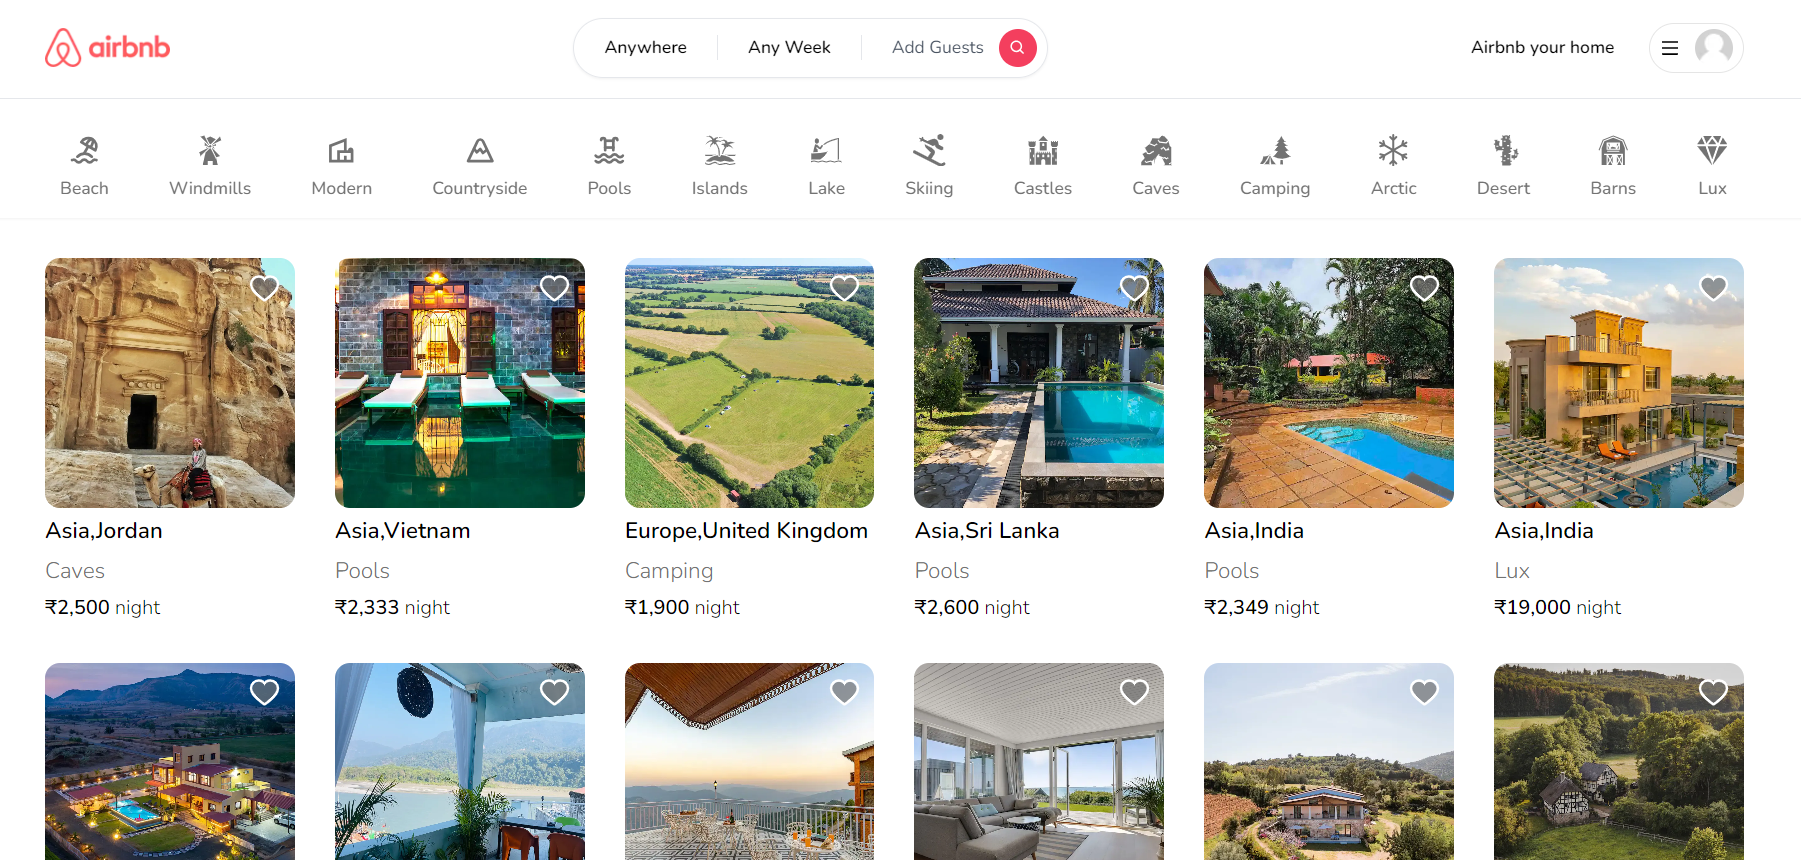 airbnb
Anywhere
Any Week
Add Guests
Airbnb your home
Beach
Windmills
Modern
Countryside
Pools
Islands
Lake
Skiing
Castles
Caves
Camping
Arctic
Desert
Barns
Lux
Asia,Jordan
Caves
₹2,500 night
Asia,Vietnam
Pools
₹2,333 night
Europe,United Kingdom
Camping
₹1,900 night
Asia,Sri Lanka
Pools
₹2,600 night
Asia,India
Pools
₹2,349 night
Asia,India
Lux
₹19,000 night